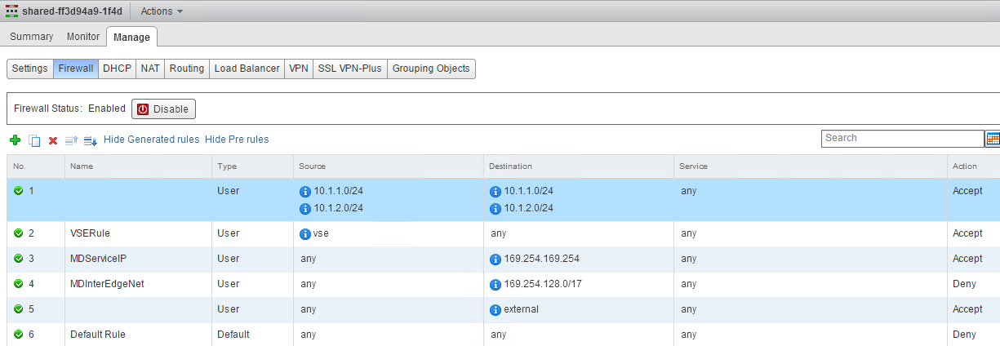 shared-ff3d94a9-1f4d Actions
Summary Monitor Manage
Settings Firewall DHCP NAT Routing Load Balancer VPN SSL VPN-Plus Grouping Objects
Firewall Status: Enabled Disable
Hide Generated rules Hide Pre rules Search
No. Name Type Source Destination Service Action
1 User 10.1.1.0/24 10.1.1.0/24 any Accept
10.1.2.0/24 10.1.2.0/24
2 VSERule User vse any any Accept
3 MDServiceIP User any 169.254.169.254 any Accept
4 MDInterEdgeNet User any 169.254.128.0/17 any Deny
5 User any external any Accept
6 Default Rule Default any any any Deny